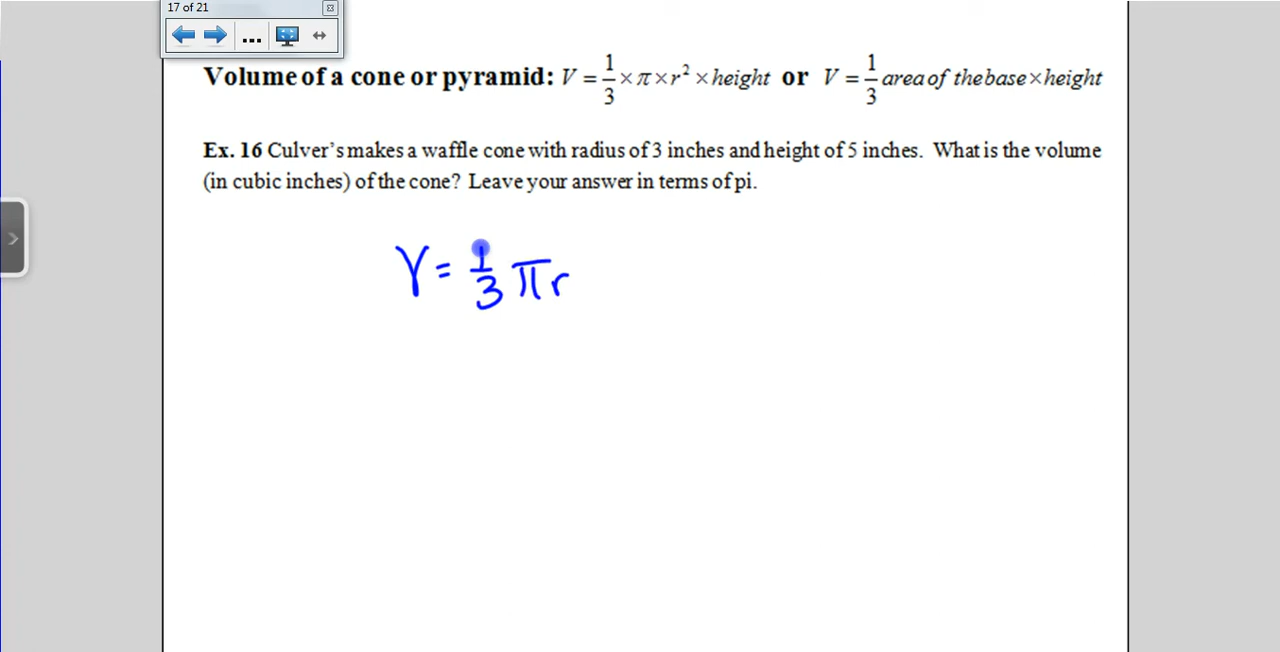 17 of 21
Volume of a cone or pyramid: V = 1/3 × π × r² × height or V = 1/3 area of the base × height
Ex. 16 Culver's makes a waffle cone with radius of 3 inches and height of 5 inches. What is the volume
(in cubic inches) of the cone? Leave your answer in terms of pi.
V = 1/3 π r